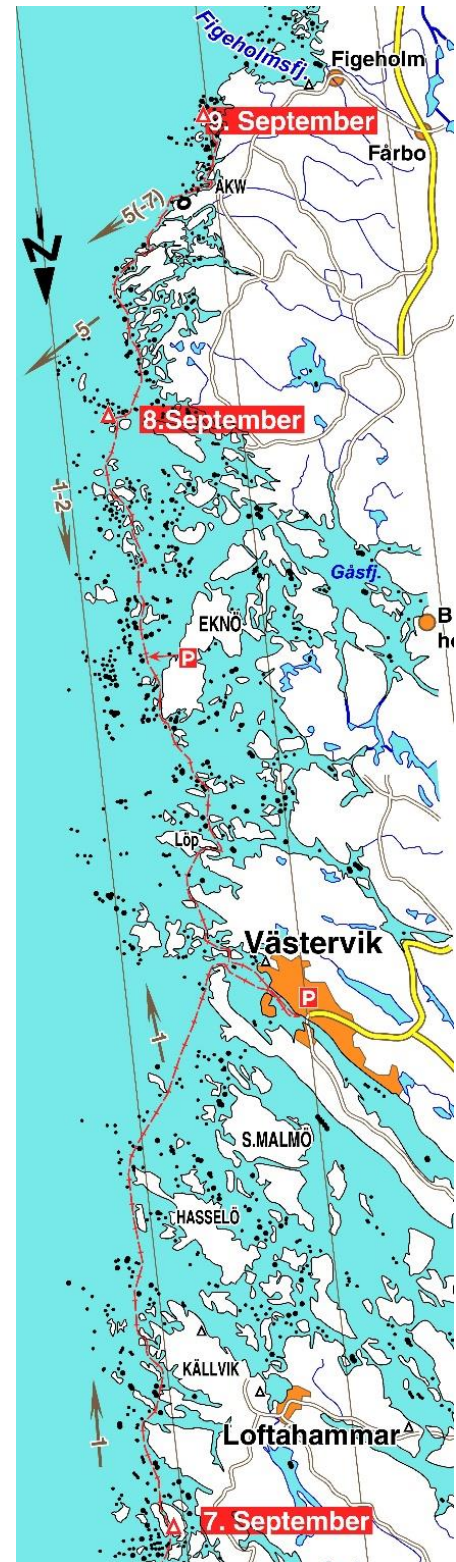 Figeholmsfj.
Figeholm
9. September
Fårbo
AKW
5(-7)
N
5
8.September
1-2
Gåsfj.
EKNÖ
B
he
P
Löp.
Västervik
P
1
S.MALMÖ
HASSELÖ
KÄLLVIK
Loftahammar
1
7. September